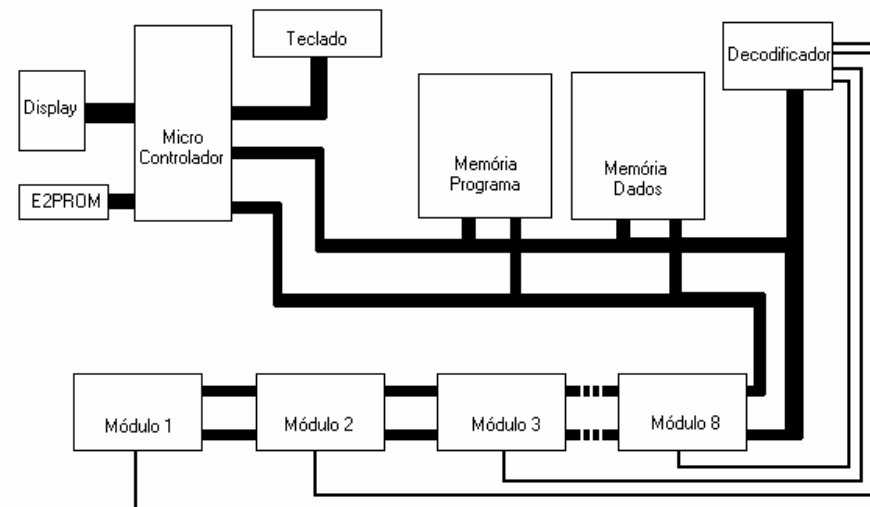 Teclado
Decodificador
Display
Micro
Controlador
Memória
Programa
Memória
Dados
E2PROM
Módulo 1
Módulo 2
Módulo 3
Módulo 8